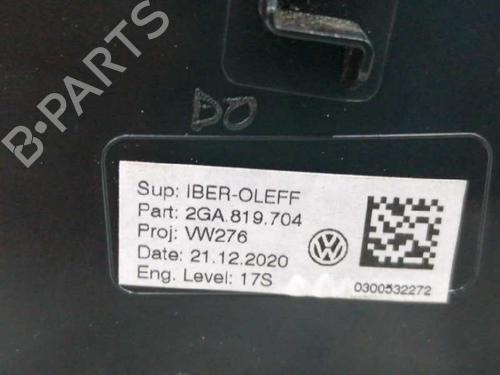 DO
Sup: IBER-OLEFF
Part: 2GA.819.704
Proj: VW276
Date: 21.12.2020
Eng. Level: 17S
0300532272
B-PARTS